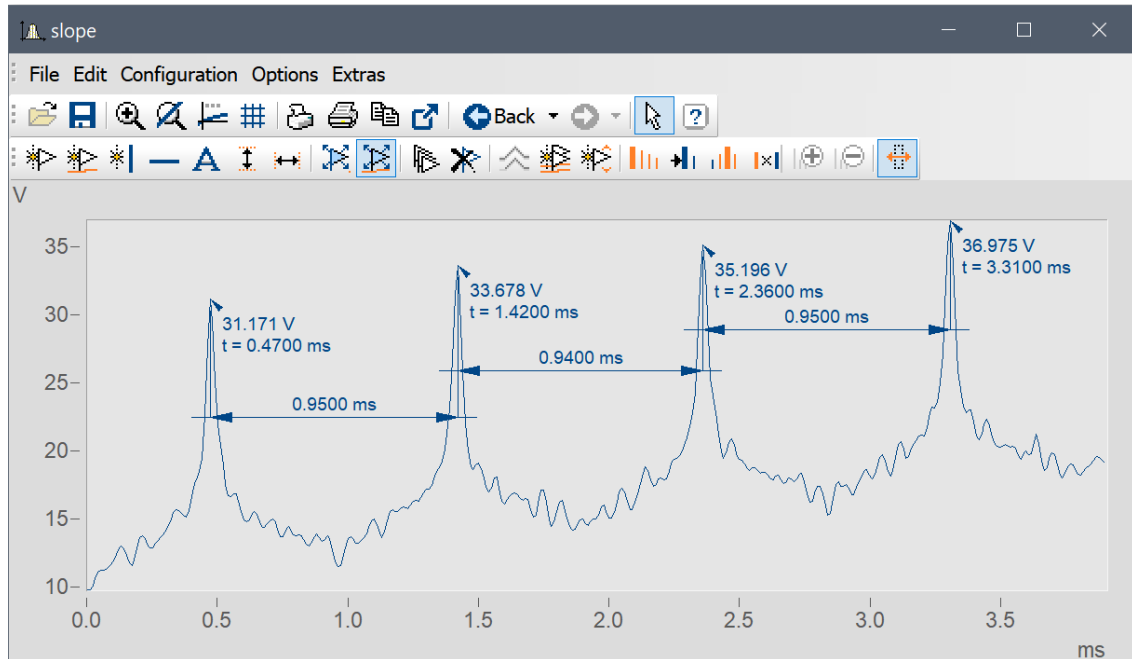 slope
File Edit Configuration Options Extras
Back
V
35
30
25
20
15
10
31.171 V
t = 0.4700 ms
33.678 V
t = 1.4200 ms
35.196 V
t = 2.3600 ms
36.975 V
t = 3.3100 ms
0.9500 ms
0.9400 ms
0.9500 ms
0.0 0.5 1.0 1.5 2.0 2.5 3.0 3.5
ms